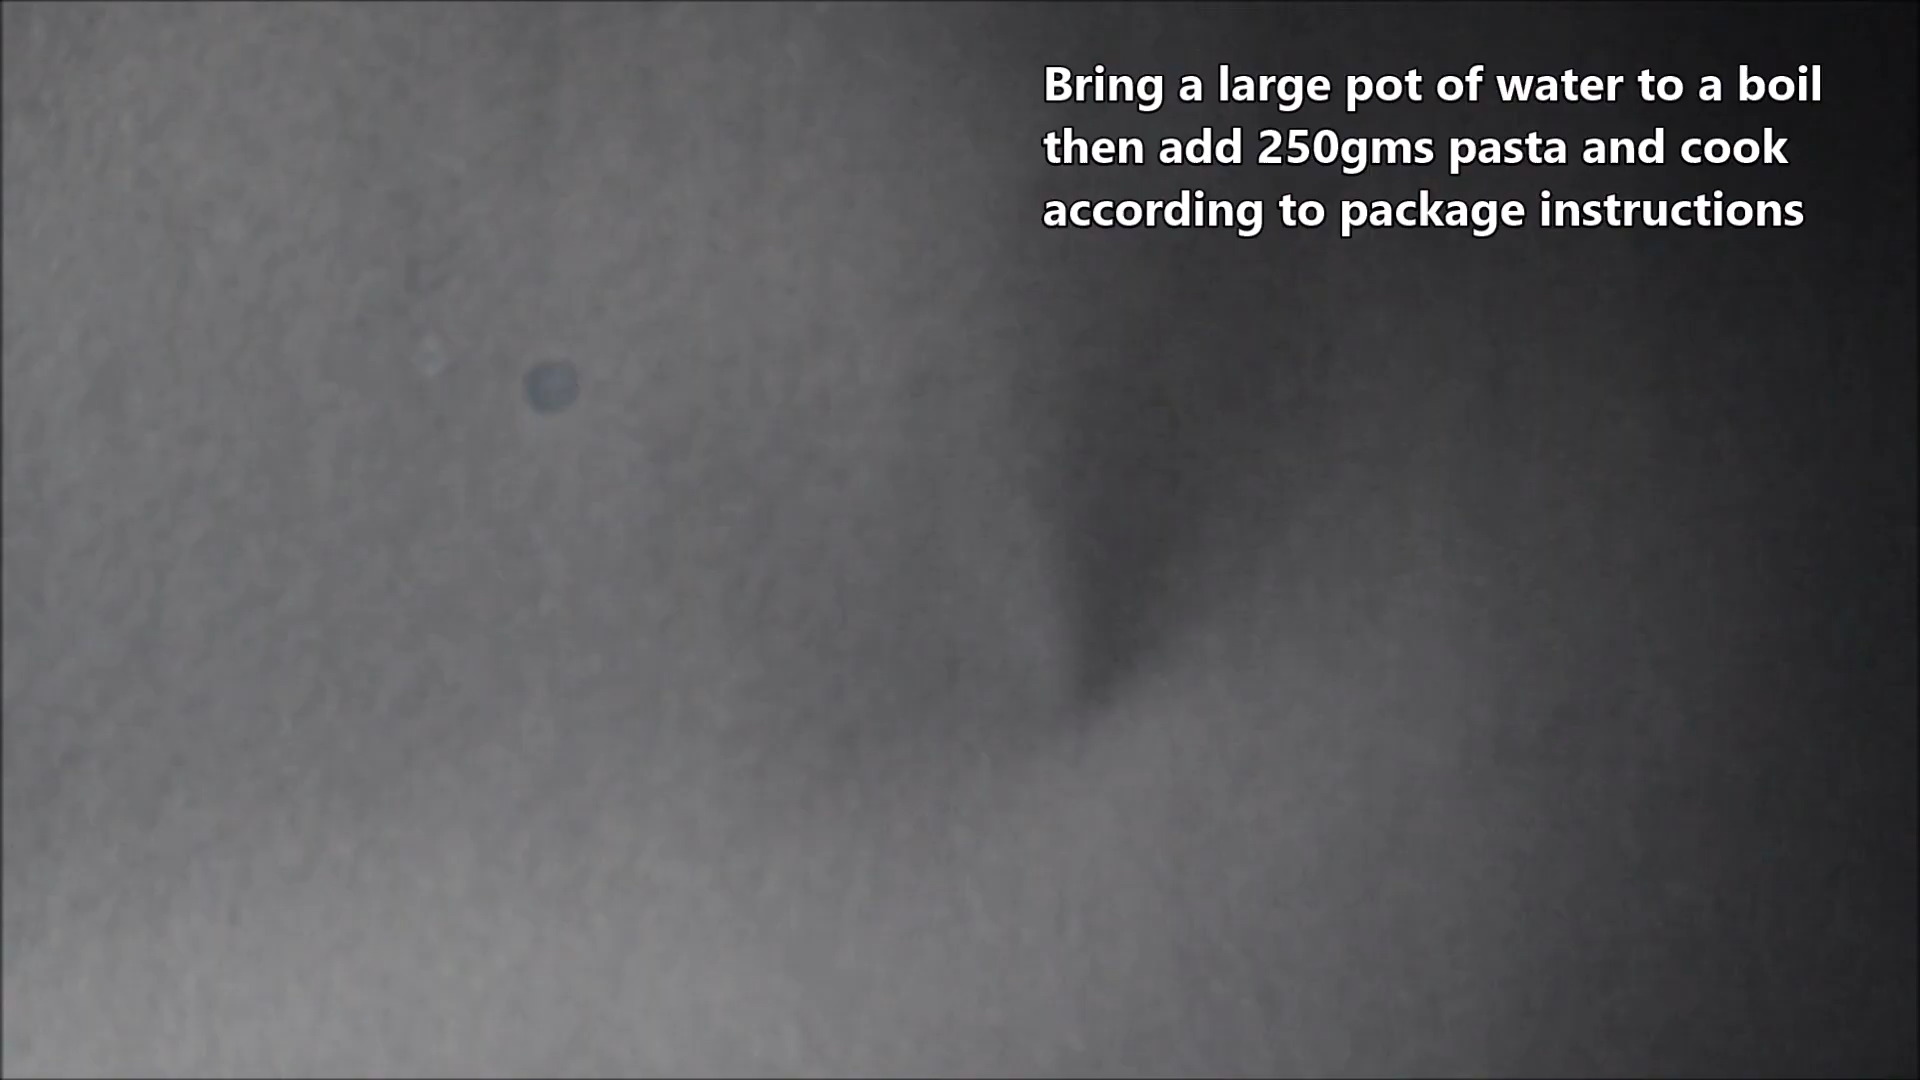 Bring a large pot of water to a boil
then add 250gms pasta and cook
according to package instructions